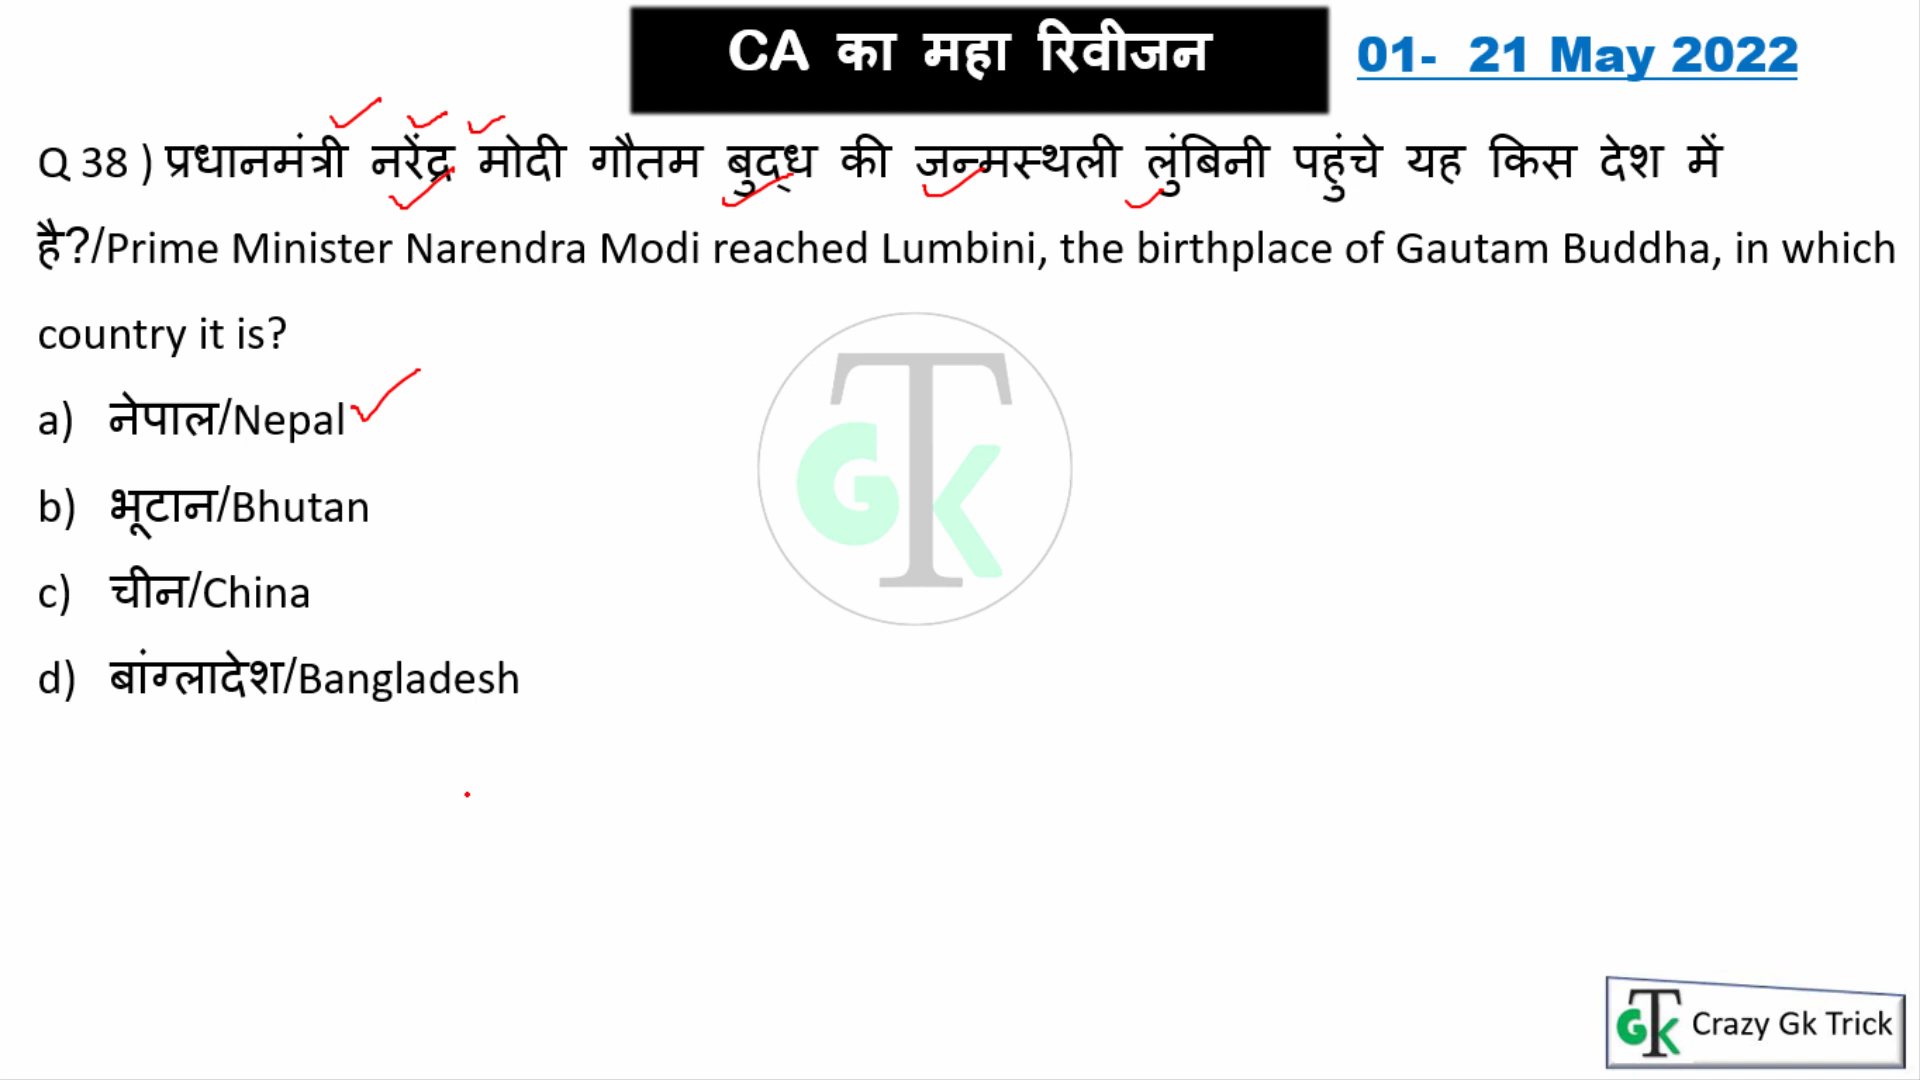 CA का महा रिवीजन
01- 21 May 2022
Q 38 ) प्रधानमंत्री नरेंद्र मोदी गौतम बुद्ध की जन्मस्थली लुंबिनी पहुंचे यह किस देश में
है?/Prime Minister Narendra Modi reached Lumbini, the birthplace of Gautam Buddha, in which
country it is?
a) नेपाल/Nepal
b) भूटान/Bhutan
c) चीन/China
d) बांग्लादेश/Bangladesh
GTK
GTK Crazy Gk Trick